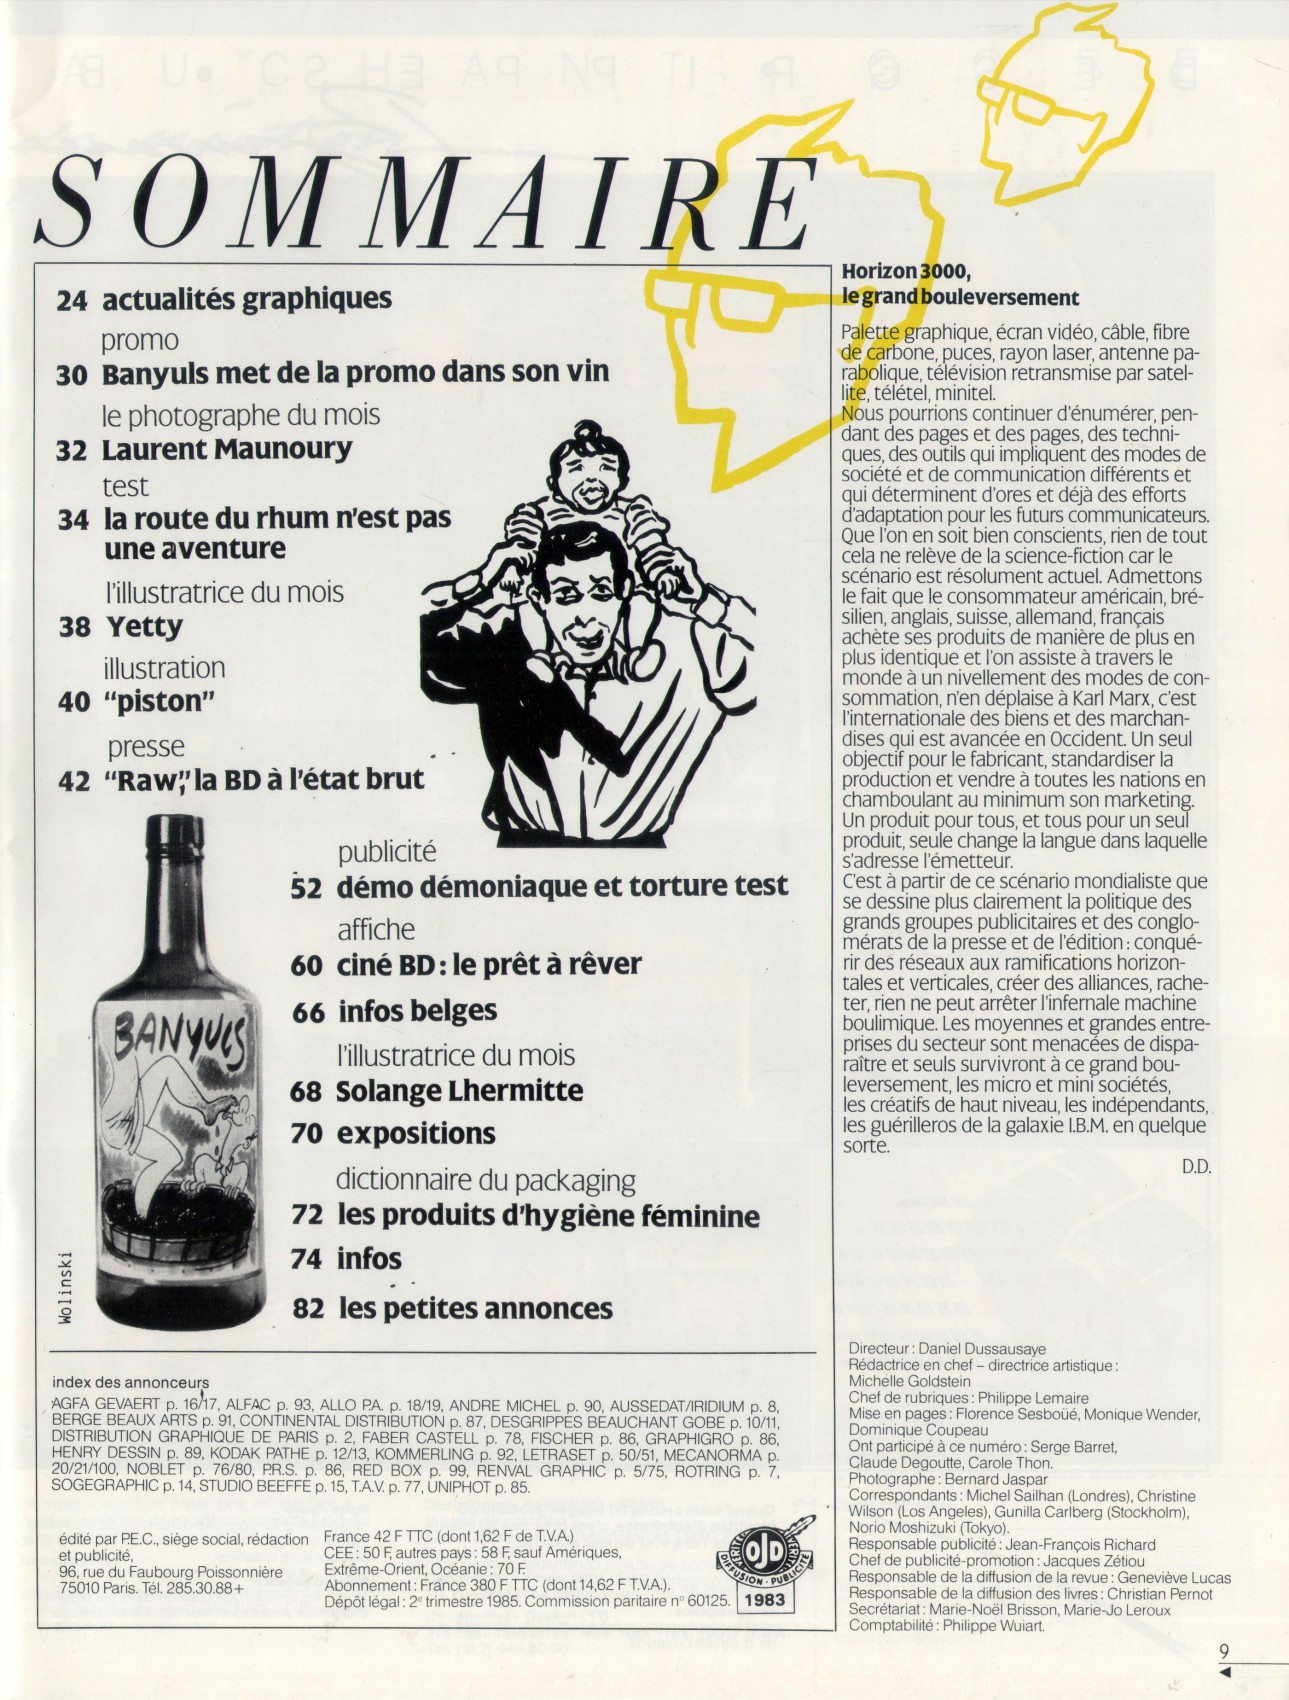 SOMMAIRE
24 actualités graphiques
promo
30 Banyuls met de la promo dans son vin
le photographe du mois
32 Laurent Maunoury
test
34 la route du rhum n'est pas
une aventure
l'illustratrice du mois
38 Yetty
illustration
40 "piston"
presse
42 "Raw", la BD à l'état brut
publicité
52 démo démoniaque et torture test
affiche
60 ciné BD : le prêt à rêver
66 infos belges
l'illustratrice du mois
68 Solange Lhermitte
70 expositions
dictionnaire du packaging
72 les produits d'hygiène féminine
74 infos
82 les petites annonces
BANYULS
Wolinski
index des annonceurs
AGFA GEVAERT p. 16/17, ALFAC p. 93, ALLO P.A. p. 18/19, ANDRE MICHEL p. 90, AUSSEDAT/IRIDIUM p. 8,
BERGE BEAUX ARTS p. 91, CONTINENTAL DISTRIBUTION p. 87, DESGRIPPES BEAUCHANT GOBE p. 10/11,
DISTRIBUTION GRAPHIQUE DE PARIS p. 2, FABER CASTELL p. 78, FISCHER p. 86, GRAPHIGRO p. 86,
HENRY DESSIN p. 89, KODAK PATHE p. 12/13, KOMMERLING p. 92, LETRASET p. 50/51, MECANORMA p.
20/21/100, NOBLET p. 76/80, P.R.S. p. 86, RED BOX p. 99, RENVAL GRAPHIC p. 5/75, ROTRING p. 7,
SOGEGRAPHIC p. 14, STUDIO BEEFFE p. 15, T.A.V. p. 77, UNIPHOT p. 85.
édité par P.E.C., siège social, rédaction
et publicité,
96, rue du Faubourg Poissonnière
75010 Paris. Tél. 285.30.88+
France 42 F TTC (dont 1,62 F de T.V.A.)
CEE : 50 F, autres pays : 58 F, sauf Amériques,
Extrême-Orient, Océanie : 70 F.
Abonnement : France 380 F TTC (dont 14,62 F T.V.A.).
Dépôt légal : 2e trimestre 1985. Commission paritaire n° 60125.
OJD
DIFFUSION · PUBLICITÉ
1983
Horizon 3000,
le grand bouleversement
Palette graphique, écran vidéo, câble, fibre
de carbone, puces, rayon laser, antenne pa-
rabolique, télévision retransmise par satel-
lite, télétel, minitel.
Nous pourrions continuer d'énumérer, pen-
dant des pages et des pages, des techni-
ques, des outils qui impliquent des modes de
société et de communication différents et
qui déterminent d'ores et déjà des efforts
d'adaptation pour les futurs communicateurs.
Que l'on en soit bien conscients, rien de tout
cela ne relève de la science-fiction car le
scénario est résolument actuel. Admettons
le fait que le consommateur américain, bré-
silien, anglais, suisse, allemand, français
achète ses produits de manière de plus en
plus identique et l'on assiste à travers le
monde à un nivellement des modes de con-
sommation, n'en déplaise à Karl Marx, c'est
l'internationale des biens et des marchan-
dises qui est avancée en Occident. Un seul
objectif pour le fabricant, standardiser la
production et vendre à toutes les nations en
chamboulant au minimum son marketing.
Un produit pour tous, et tous pour un seul
produit, seule change la langue dans laquelle
s'adresse l'émetteur.
C'est à partir de ce scénario mondialiste que
se dessine plus clairement la politique des
grands groupes publicitaires et des conglo-
mérats de la presse et de l'édition : conqué-
rir des réseaux aux ramifications horizon-
tales et verticales, créer des alliances, rache-
ter, rien ne peut arrêter l'infernale machine
boulimique. Les moyennes et grandes entre-
prises du secteur sont menacées de dispa-
raître et seuls survivront à ce grand bou-
leversement, les micro et mini sociétés,
les créatifs de haut niveau, les indépendants,
les guérilleros de la galaxie I.B.M. en quelque
sorte.
D.D.
Directeur : Daniel Dussausaye
Rédactrice en chef – directrice artistique :
Michelle Goldstein
Chef de rubriques : Philippe Lemaire
Mise en pages : Florence Sesboüé, Monique Wender,
Dominique Coupeau
Ont participé à ce numéro : Serge Barret,
Claude Degoutte, Carole Thon.
Photographe : Bernard Jaspar
Correspondants : Michel Sailhan (Londres), Christine
Wilson (Los Angeles), Gunilla Carlberg (Stockholm),
Norio Moshizuki (Tokyo).
Responsable publicité : Jean-François Richard
Chef de publicité-promotion : Jacques Zétiou
Responsable de la diffusion de la revue : Geneviève Lucas
Responsable de la diffusion des livres : Christian Pernot
Secrétariat : Marie-Noël Brisson, Marie-Jo Leroux
Comptabilité : Philippe Wuiart.
9